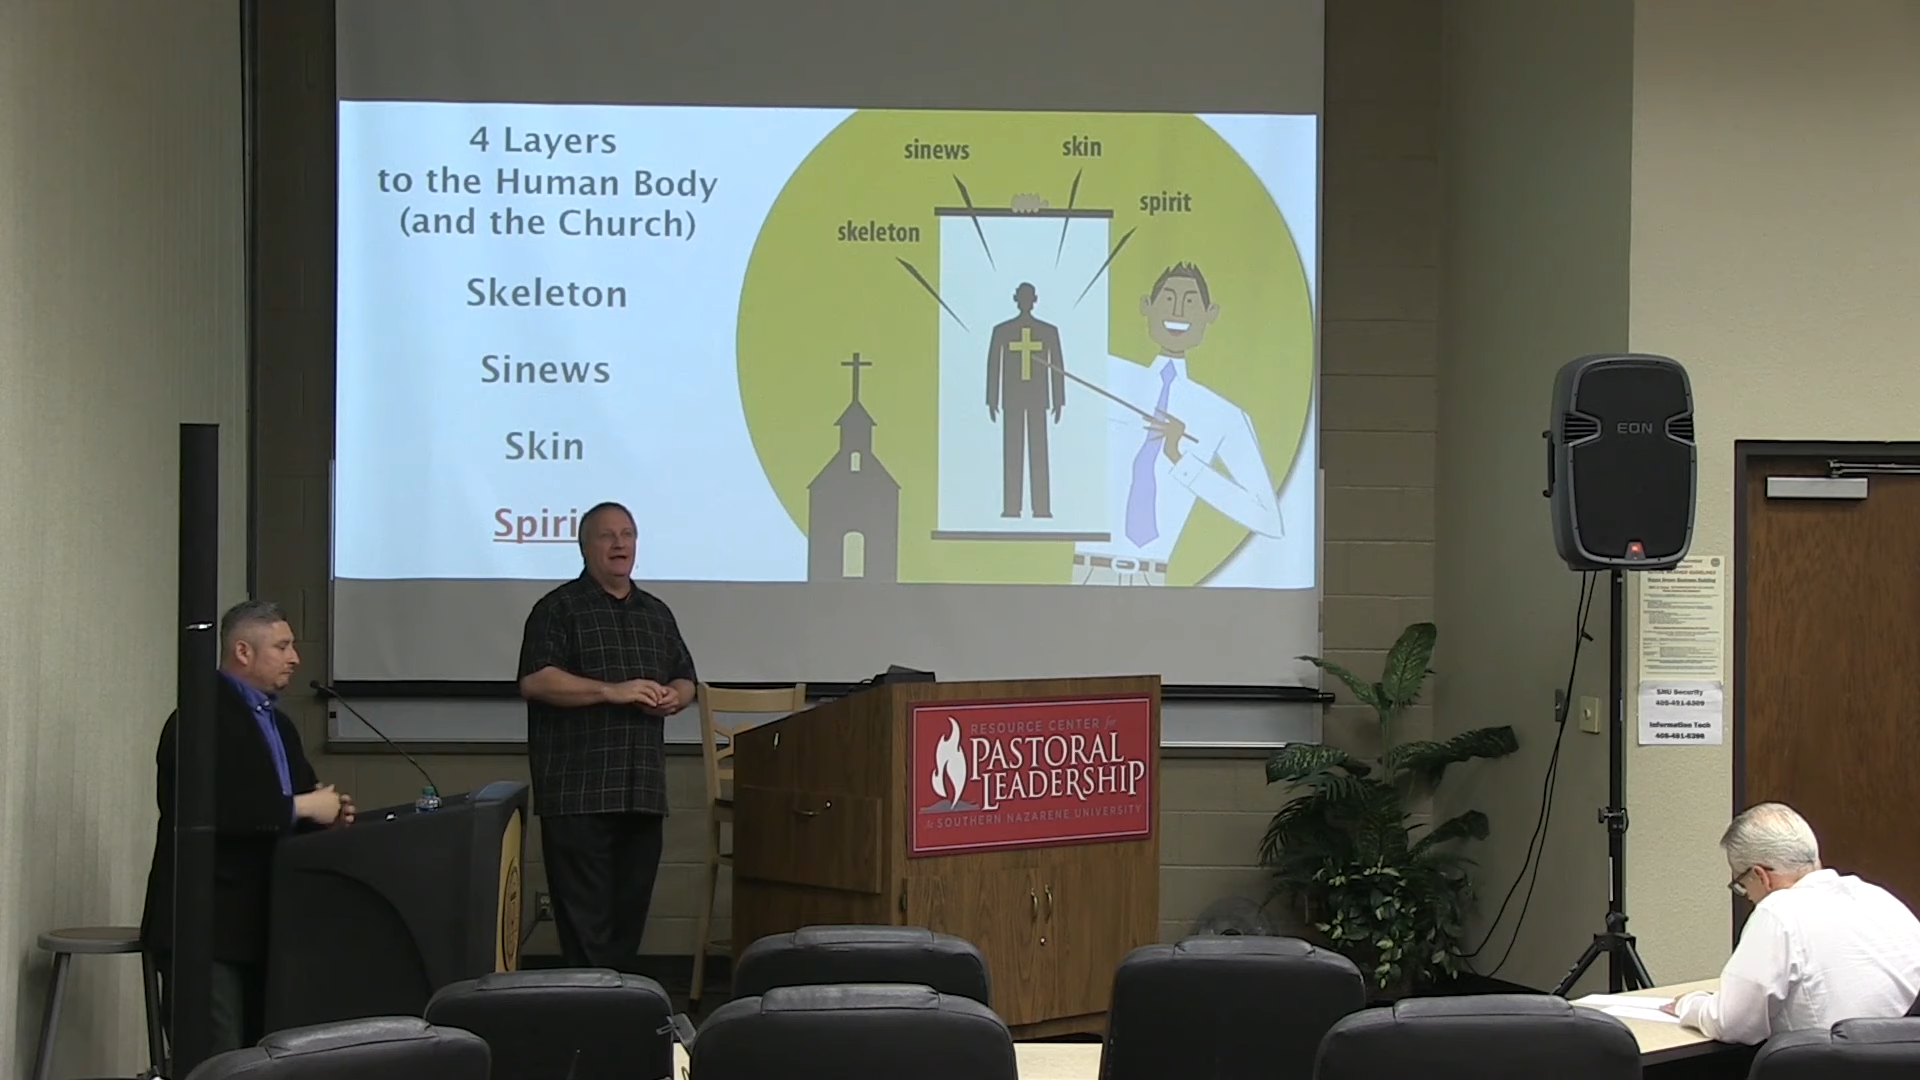 4 Layers
to the Human Body
(and the Church)
Skeleton
Sinews
Skin
Spiri
sinews
skin
skeleton
spirit
EON
RESOURCE CENTER for
PASTORAL
LEADERSHIP
At SOUTHERN NAZARENE UNIVERSITY
SNU Security
Information Tech